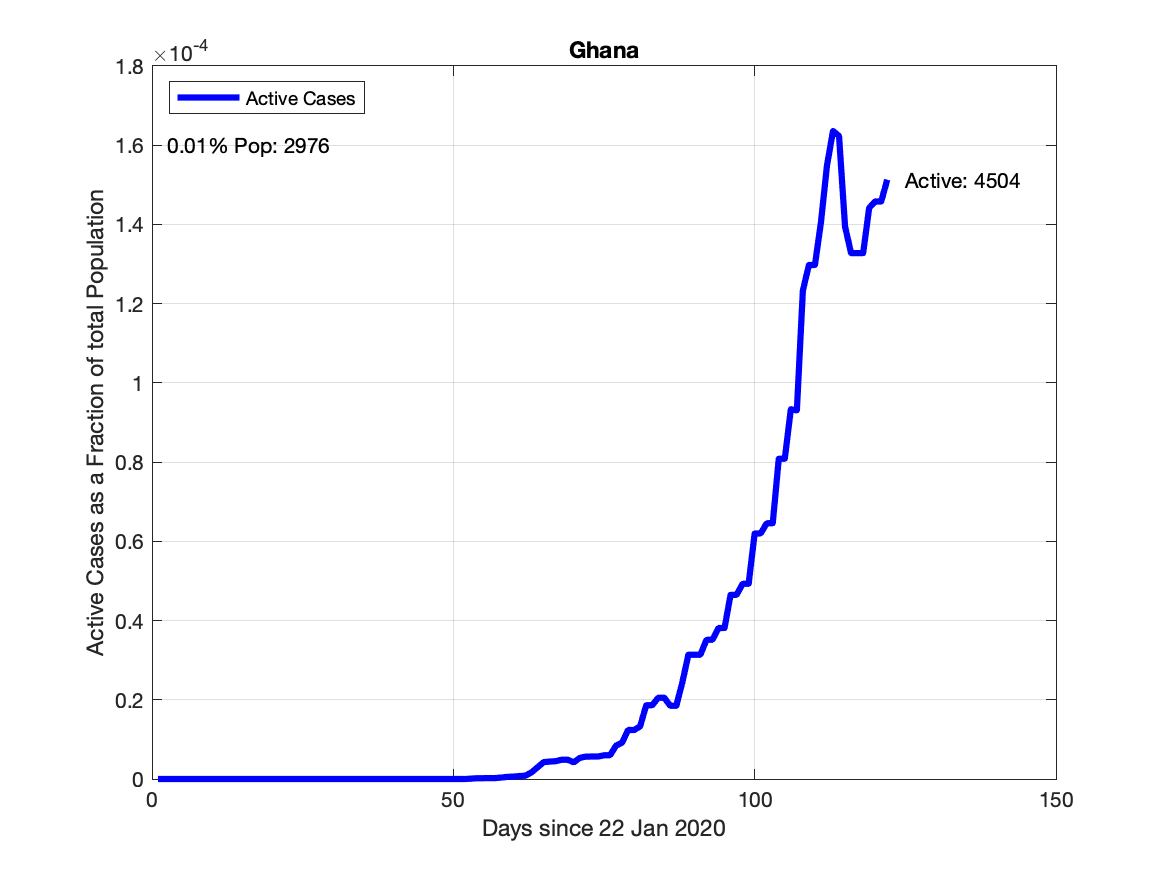 Ghana
×10-4
1.8
1.6
1.4
1.2
1
0.8
0.6
0.4
0.2
0
Active Cases
0.01% Pop: 2976
Active: 4504
Active Cases as a Fraction of total Population
0 50 100 150
Days since 22 Jan 2020